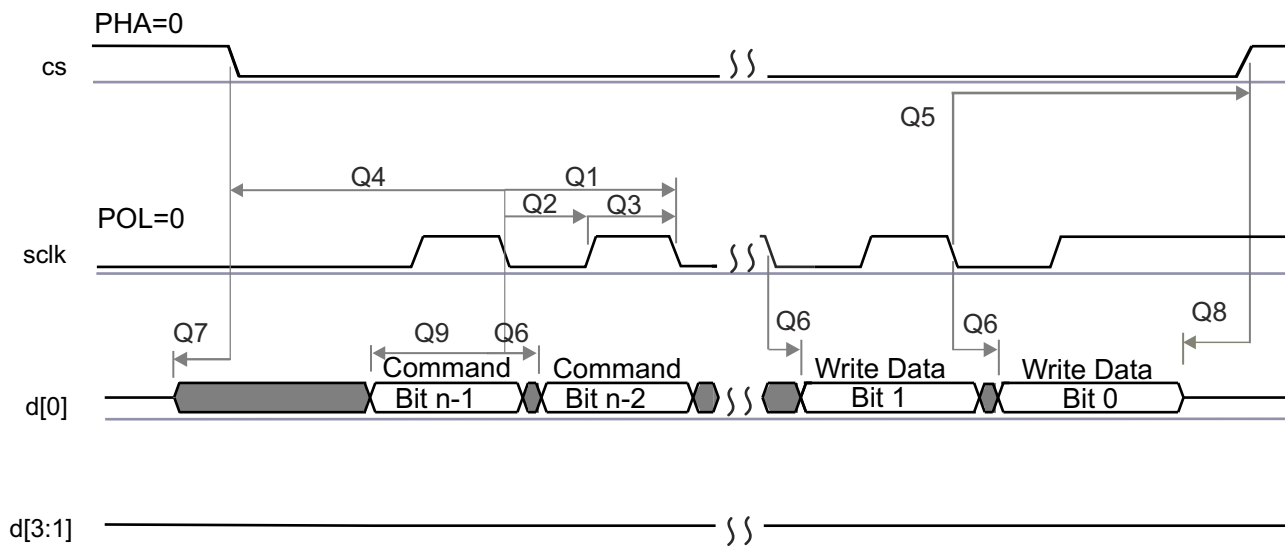 PHA=0
cs
Q5
Q4 Q1
Q2 Q3
POL=0
sclk
Q7 Q9 Q6 Q6 Q6 Q8
Command Command Write Data Write Data
d[0] Bit n-1 Bit n-2 Bit 1 Bit 0
d[3:1]